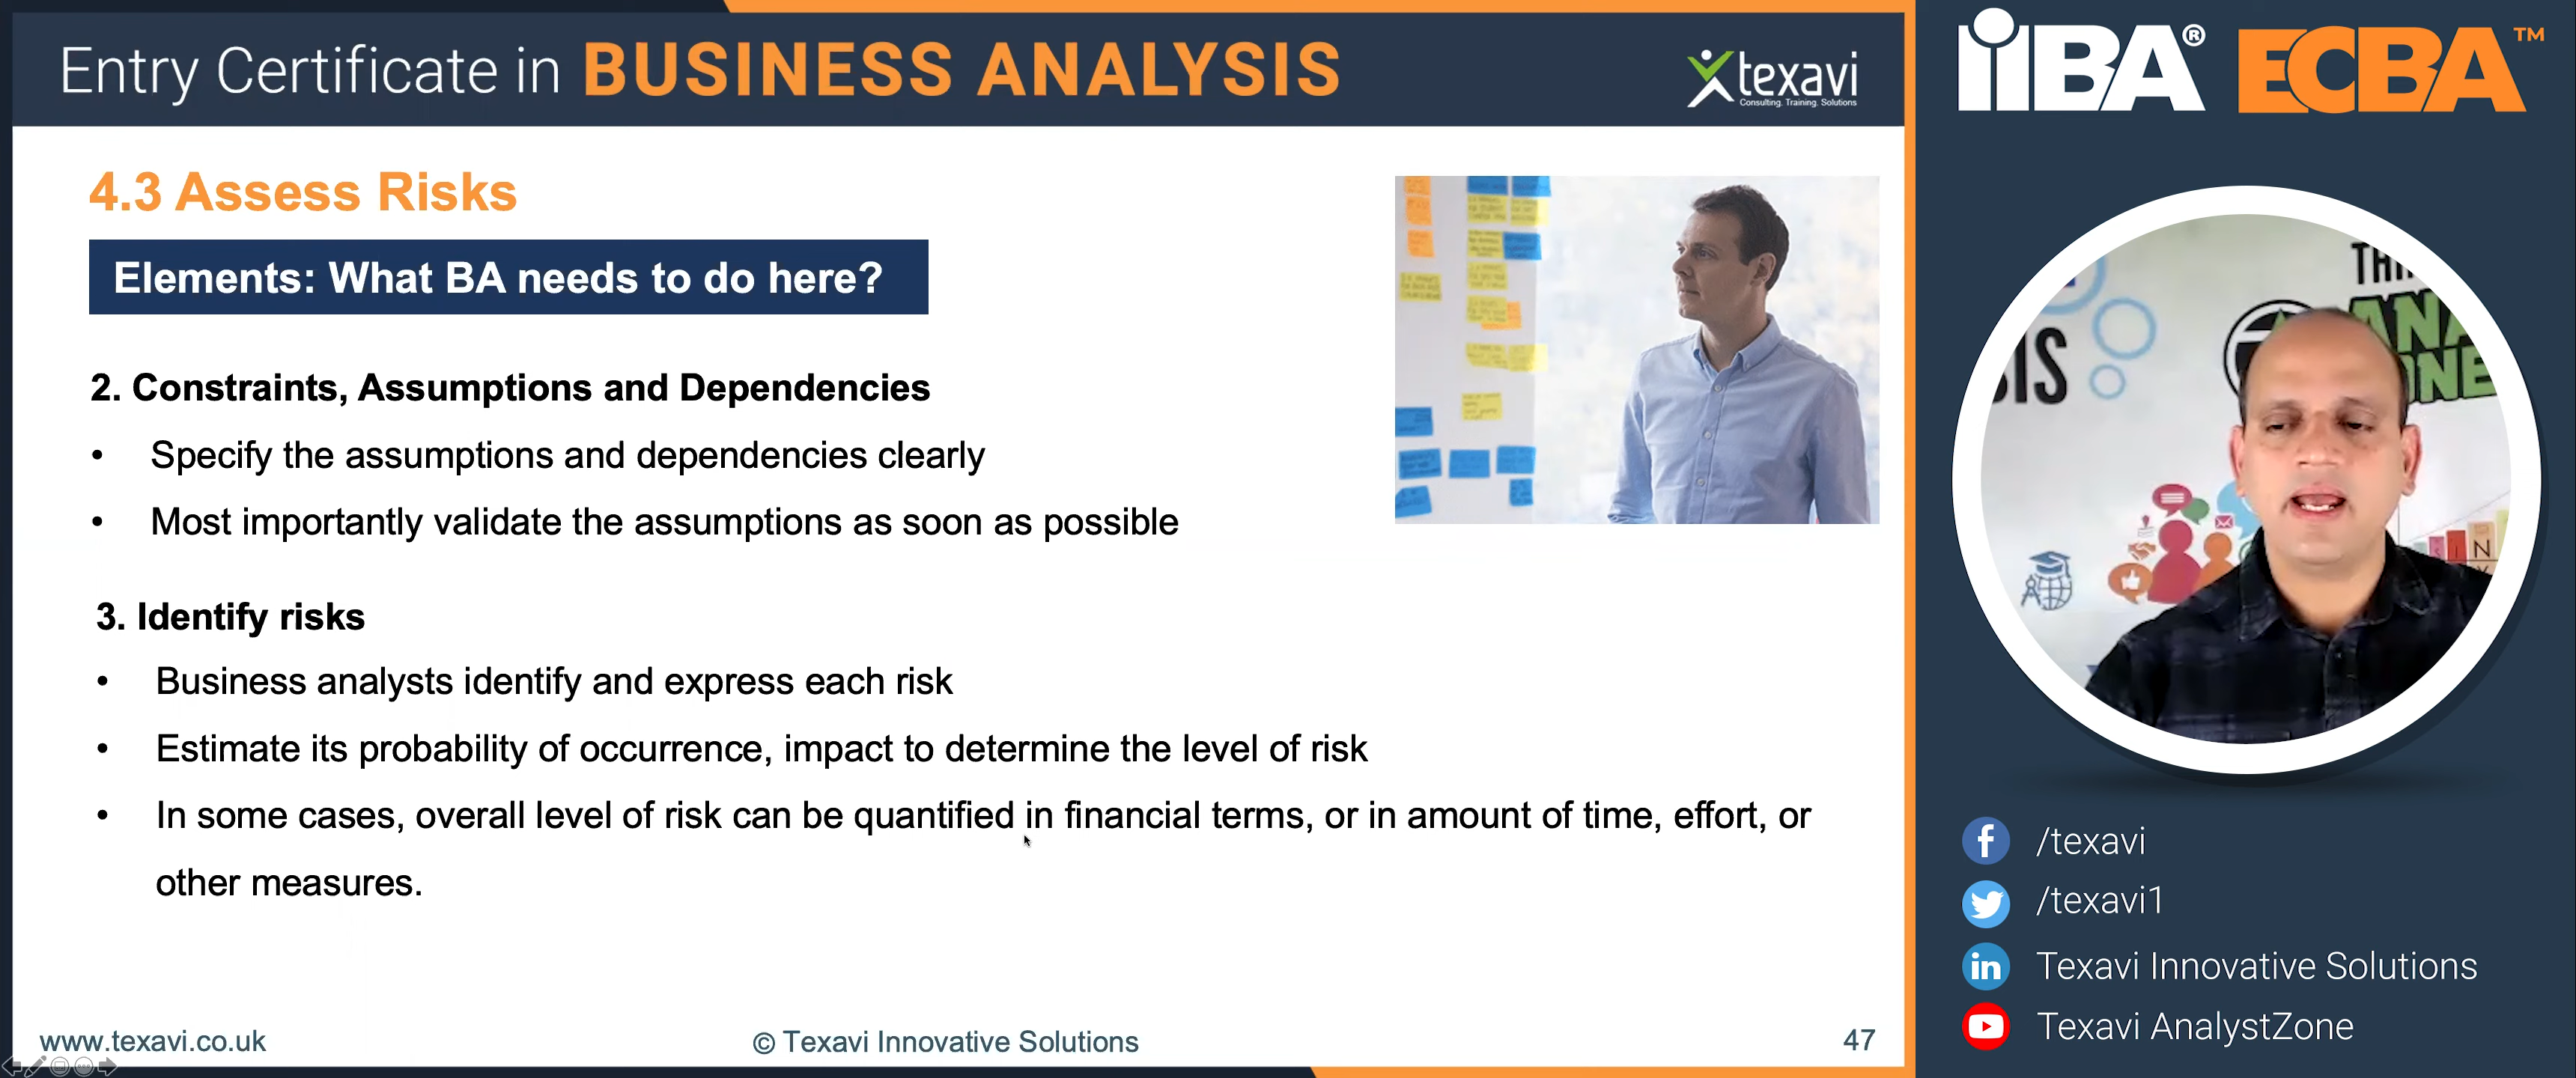 Entry Certificate in BUSINESS ANALYSIS
texavi
Consulting. Training. Solutions
IIBA® ECBA™
4.3 Assess Risks
Elements: What BA needs to do here?
2. Constraints, Assumptions and Dependencies
• Specify the assumptions and dependencies clearly
• Most importantly validate the assumptions as soon as possible
3. Identify risks
• Business analysts identify and express each risk
• Estimate its probability of occurrence, impact to determine the level of risk
• In some cases, overall level of risk can be quantified in financial terms, or in amount of time, effort, or
other measures.
www.texavi.co.uk
© Texavi Innovative Solutions
47
/texavi
/texavi1
in Texavi Innovative Solutions
Texavi AnalystZone